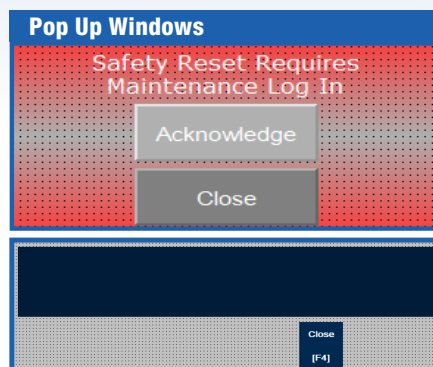 Pop Up Windows
Safety Reset Requires
Maintenance Log In
Acknowledge
Close
Close
[F4]